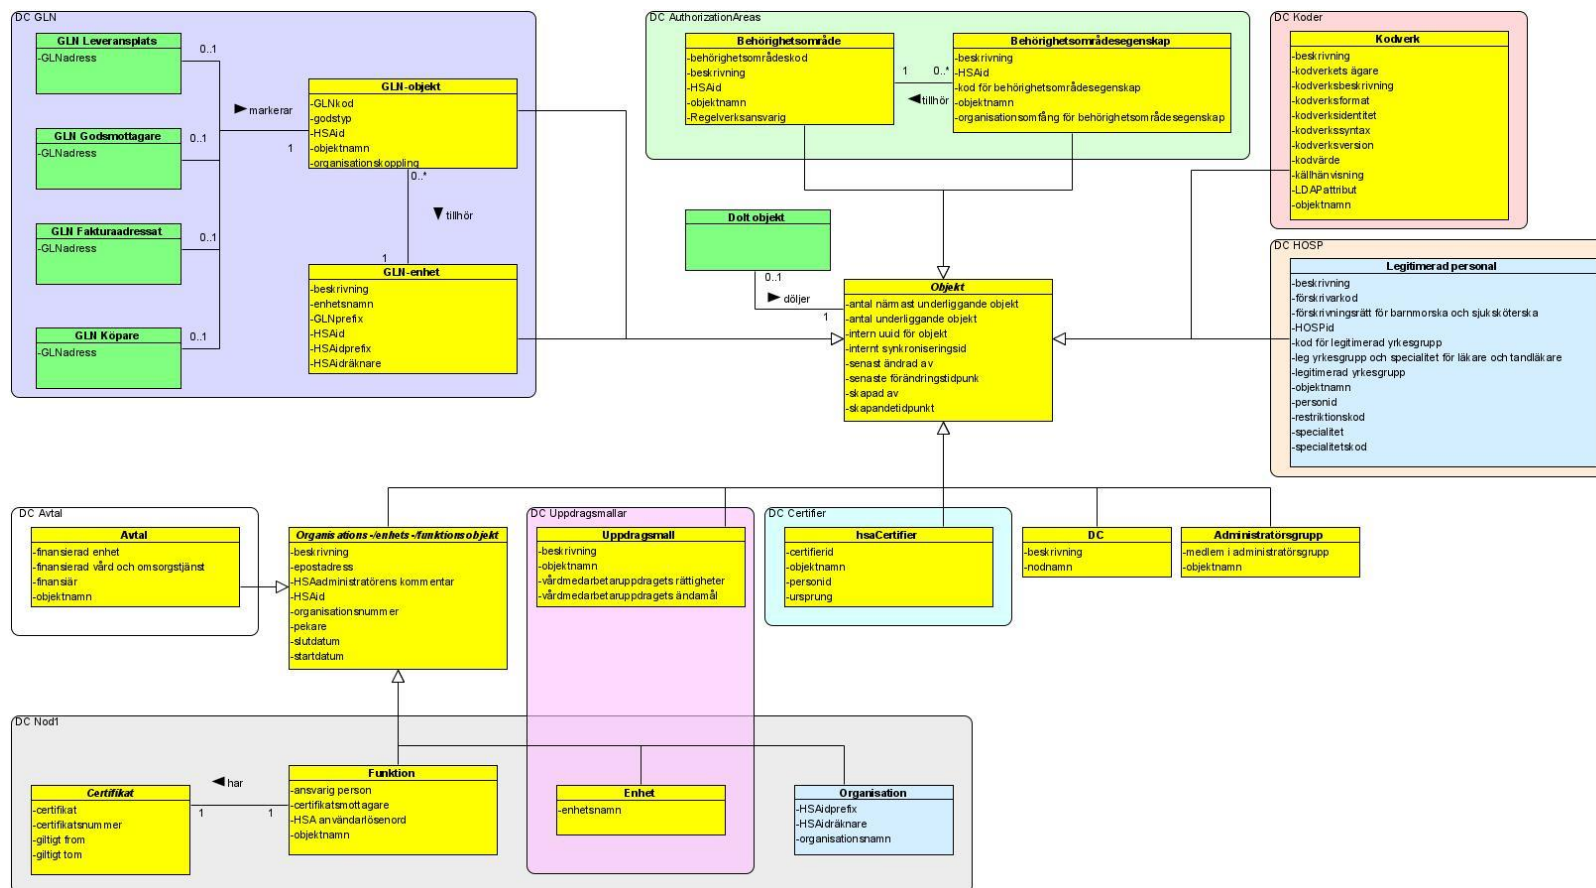 DC GLN
GLN Leveransplats
-GLNadress
0..1
GLN Godsmottagare
-GLNadress
0..1
GLN Fakturaadressat
-GLNadress
0..1
GLN Köpare
-GLNadress
0..1
markerar
1
GLN-objekt
-GLNkod
-godstyp
-HSAid
-objektnamn
-organisationskoppling
0..*
tillhör
1
GLN-enhet
-beskrivning
-enhetsnamn
-GLNprefix
-HSAid
-HSAidprefix
-HSAidräknare
DC AuthorizationAreas
Behörighetsområde
-behörighetsområdeskod
-beskrivning
-HSAid
-objektnamn
-Regelverksansvarig
1
0..*
tillhör
Behörighetsområdesegenskap
-beskrivning
-HSAid
-kod för behörighetsområdesegenskap
-objektnamn
-organisationsomfång för behörighetsområdesegenskap
DC Koder
Kodverk
-beskrivning
-kodverkets ägare
-kodverksbeskrivning
-kodverksformat
-kodverksidentitet
-kodverkssyntax
-kodverksversion
-kodvärde
-källhänvisning
-LDAPattribut
-objektnamn
Dolt objekt
0..1
döljer
1
Objekt
-antal närmast underliggande objekt
-antal underliggande objekt
-intern uuid för objekt
-internt synkroniseringsid
-senast ändrad av
-senaste förändringstidpunk
-skapad av
-skapandetidpunkt
DC HOSP
Legitimerad personal
-beskrivning
-förskrivarkod
-förskrivningsrätt för barnmorska och sjuksköterska
-HOSPid
-kod för legitimerad yrkesgrupp
-leg yrkesgrupp och specialitet för läkare och tandläkare
-legitimerad yrkesgrupp
-objektnamn
-personid
-restriktionskod
-specialitet
-specialitetskod
DC Avtal
Avtal
-finansierad enhet
-finansierad vård och omsorgstjänst
-finansiär
-objektnamn
Organisations-/enhets-/funktionsobjekt
-beskrivning
-epostadress
-HSAadministratörens kommentar
-HSAid
-organisationsnummer
-pekare
-slutdatum
-startdatum
DC Uppdragsmallar
Uppdragsmall
-beskrivning
-objektnamn
-vårdmedarbetaruppdragets rättigheter
-vårdmedarbetaruppdragets ändamål
DC Certifier
hsaCertifier
-certifierid
-objektnamn
-personid
-ursprung
DC
-beskrivning
-nodnamn
Administratörsgrupp
-medlem i administratörsgrupp
-objektnamn
DC Nod1
Certifikat
-certifikat
-certifikatsnummer
-giltigt from
-giltigt tom
har
1
1
Funktion
-ansvarig person
-certifikatsmottagare
-HSA användarlösenord
-objektnamn
Enhet
-enhetsnamn
Organisation
-HSAidprefix
-HSAidräknare
-organisationsnamn